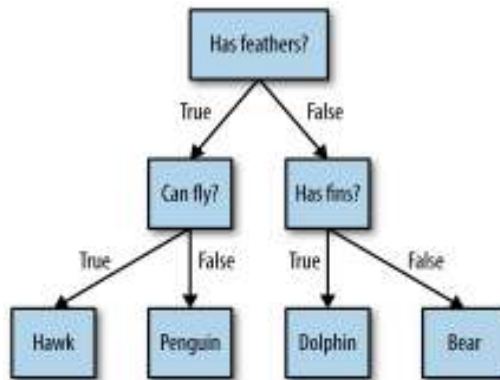 Has feathers?
True
False
Can fly?
Has fins?
True
False
True
False
Hawk
Penguin
Dolphin
Bear